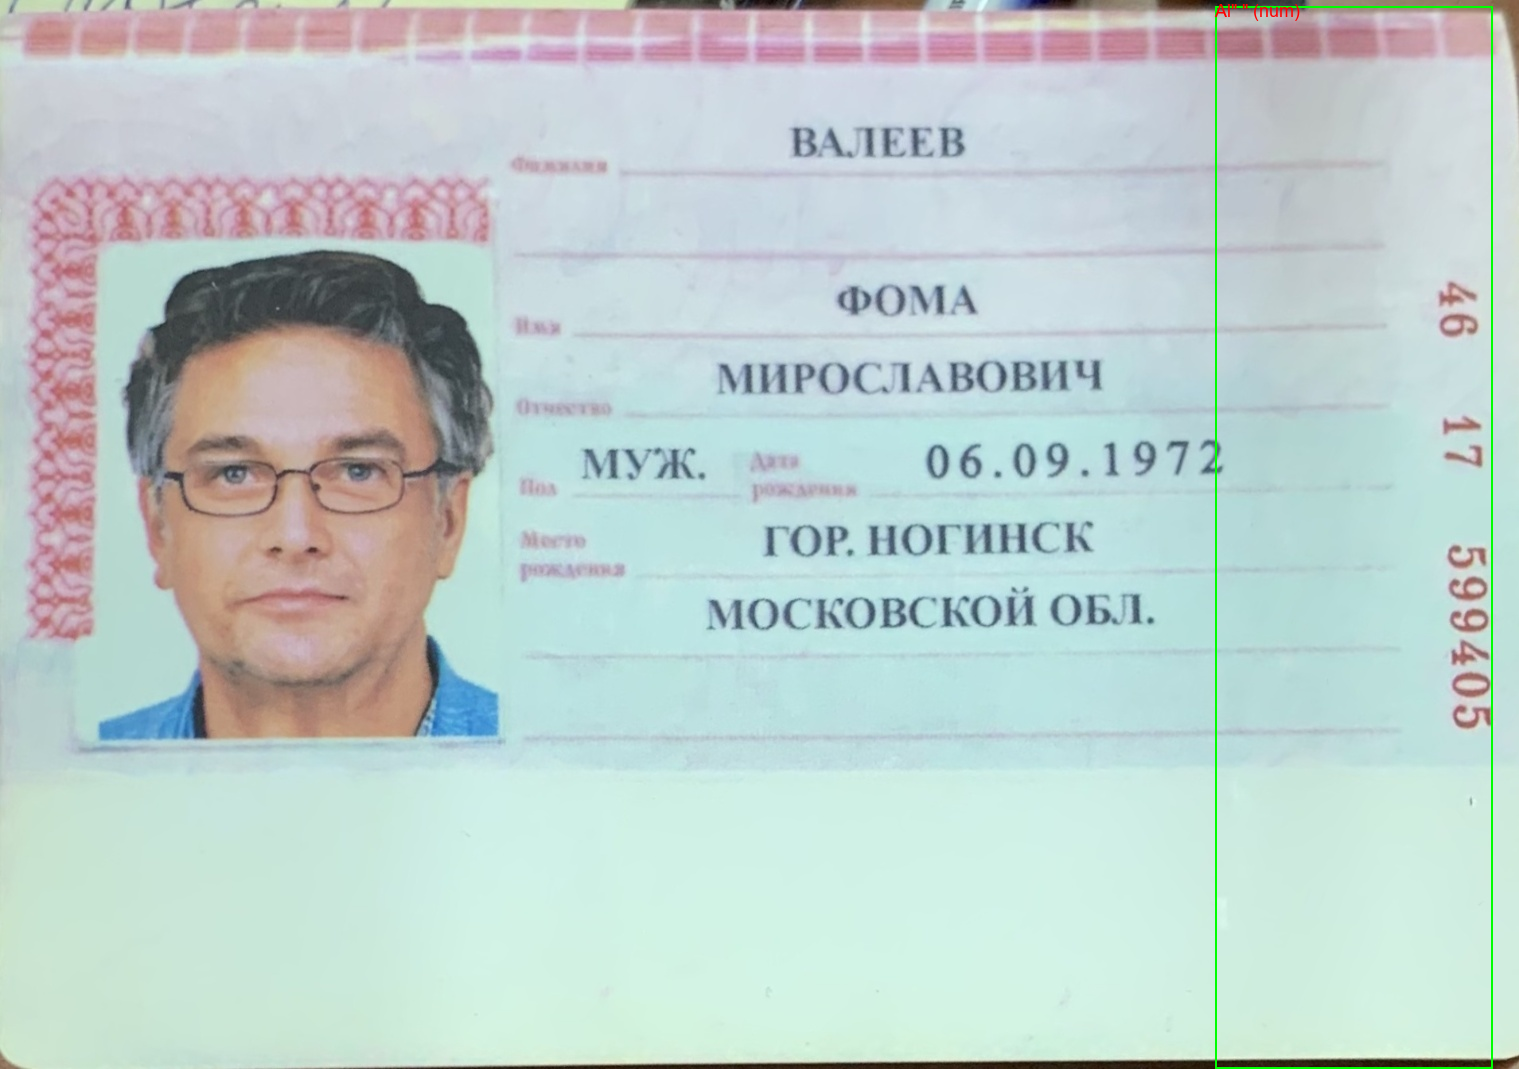 Фамилия ВАЛЕЕВ
Имя ФОМА
Отчество МИРОСЛАВОВИЧ
Пол МУЖ. Дата рождения 06.09.1972
Место рождения ГОР. НОГИНСК
МОСКОВСКОЙ ОБЛ.
46 17 599405
(num)